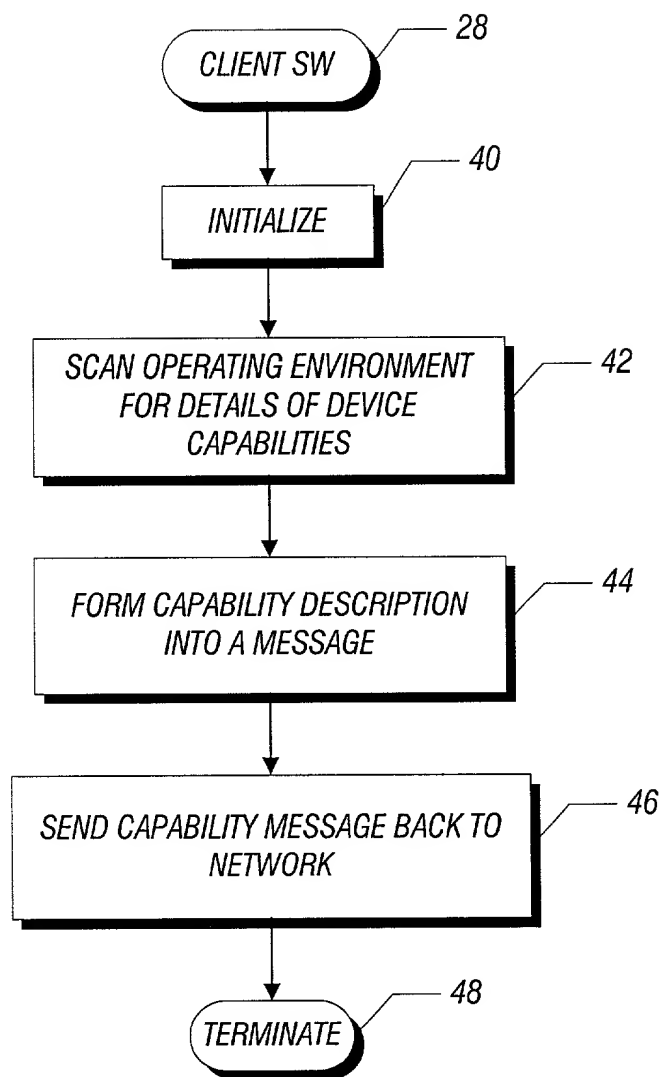 CLIENT SW
28
INITIALIZE
40
SCAN OPERATING ENVIRONMENT
FOR DETAILS OF DEVICE
CAPABILITIES
42
FORM CAPABILITY DESCRIPTION
INTO A MESSAGE
44
SEND CAPABILITY MESSAGE BACK TO
NETWORK
46
TERMINATE
48